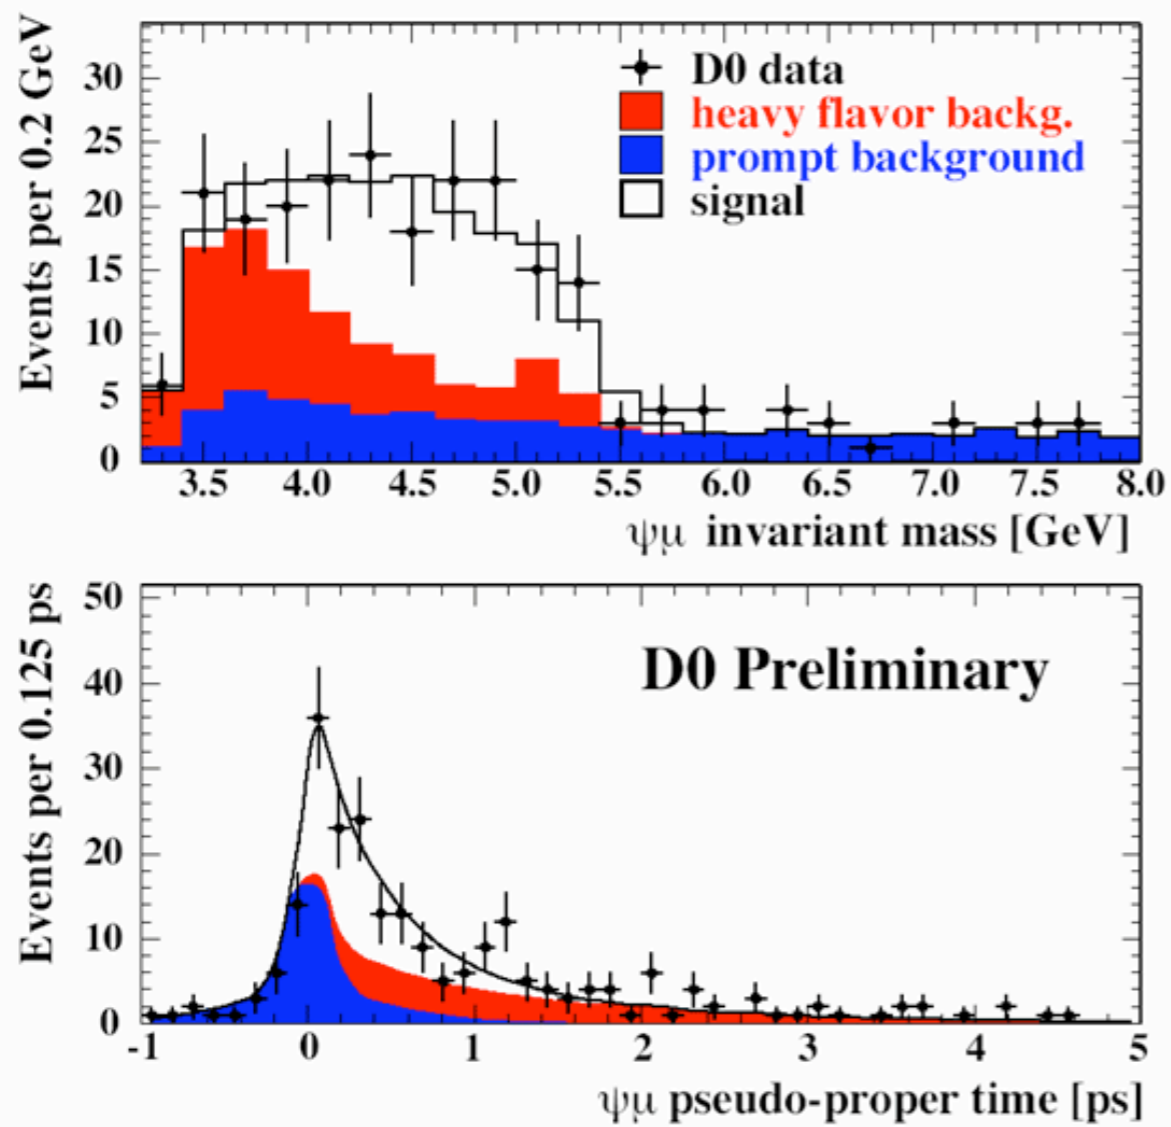 Events per 0.2 GeV
30
25
20
15
10
5
0
D0 data
heavy flavor backg.
prompt background
signal
3.5 4.0 4.5 5.0 5.5 6.0 6.5 7.0 7.5 8.0
ψμ invariant mass [GeV]
Events per 0.125 ps
50
40
30
20
10
0
D0 Preliminary
-1 0 1 2 3 4 5
ψμ pseudo-proper time [ps]